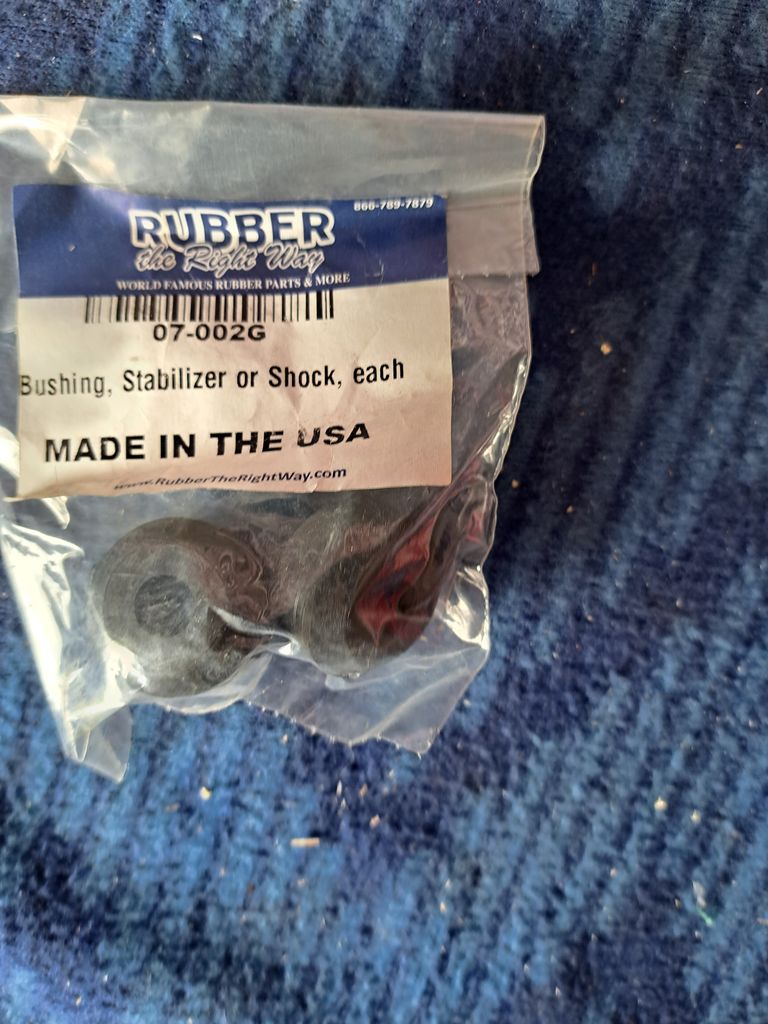 866-789-7879
RUBBER
the Right Way
WORLD FAMOUS RUBBER PARTS & MORE
07-002G
Bushing, Stabilizer or Shock, each
MADE IN THE USA
www.RubberTheRightWay.com